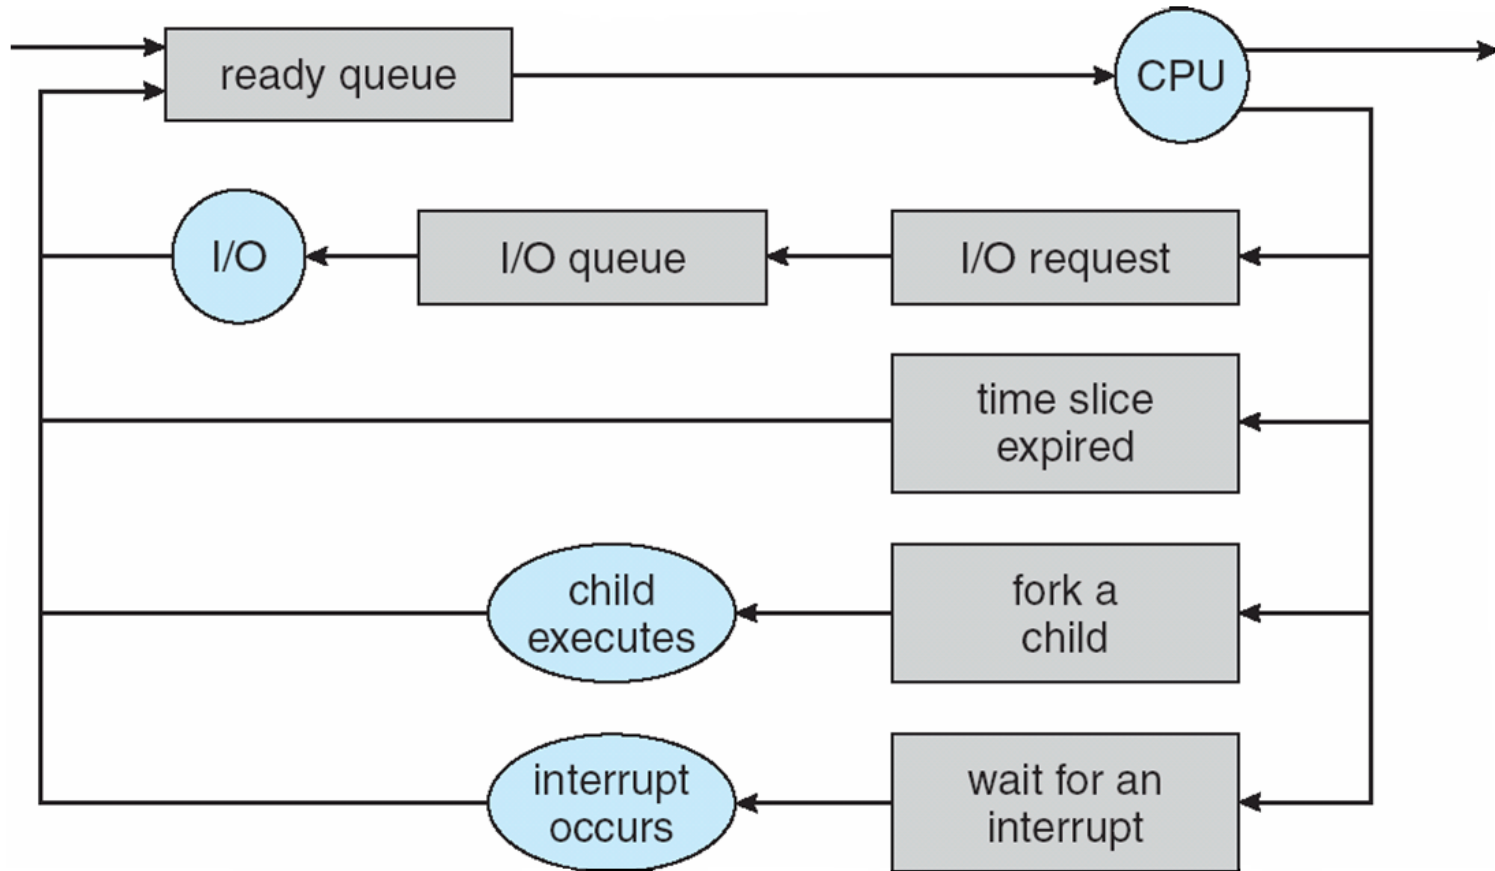 ready queue
CPU
I/O
I/O queue
I/O request
time slice
expired
child
executes
fork a
child
interrupt
occurs
wait for an
interrupt